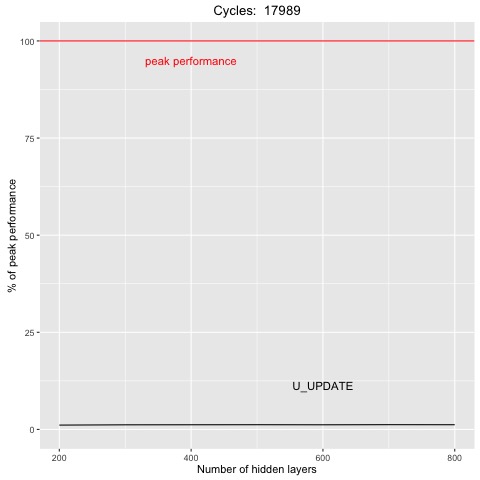 Cycles: 17989
100
peak performance
75
% of peak performance
50
25
U_UPDATE
0
200 400 600 800
Number of hidden layers